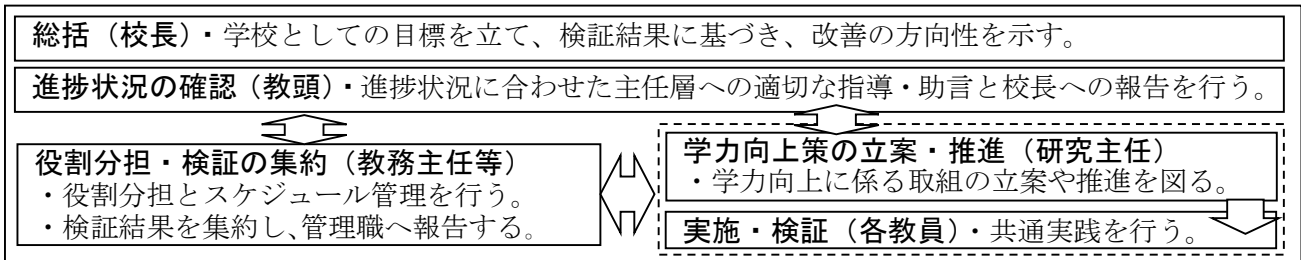 総括（校長）・学校としての目標を立て、検証結果に基づき、改善の方向性を示す。
進捗状況の確認（教頭）・進捗状況に合わせた主任層への適切な指導・助言と校長への報告を行う。
役割分担・検証の集約（教務主任等）
・役割分担とスケジュール管理を行う。
・検証結果を集約し、管理職へ報告する。
学力向上策の立案・推進（研究主任）
・学力向上に係る取組の立案や推進を図る。
実施・検証（各教員）・共通実践を行う。